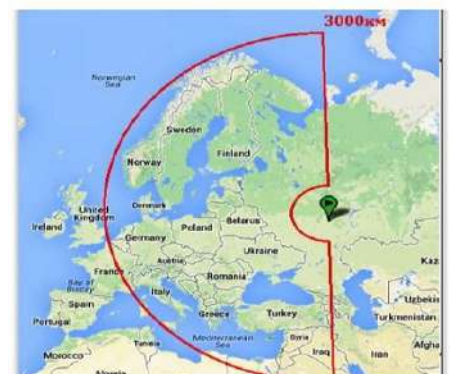 3000км
Norwegian
Sea
Sweden
Finland
Norway
United
Kingdom
Denmark
Ireland
Poland
Belarus
Germany
Ukraine
Kaz
Austria
France
Romania
Bay of
Biscay
Italy
Uzbekis
Spain
Greece
Turkey
Turkmenistan
Portugal
Mediterranean
Sea
Syria
Tunisia
Iraq
Iran
Afgha
Morocco